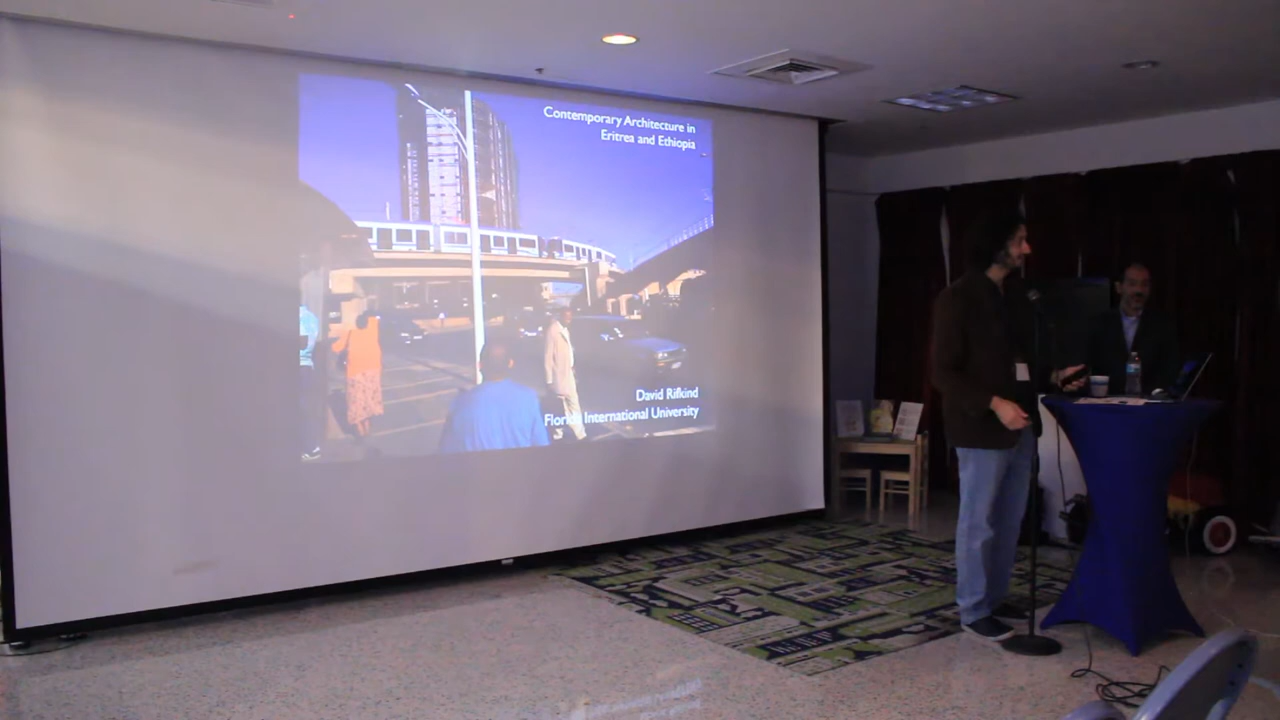 Contemporary Architecture in
Eritrea and Ethiopia
David Rifkind
Florida International University